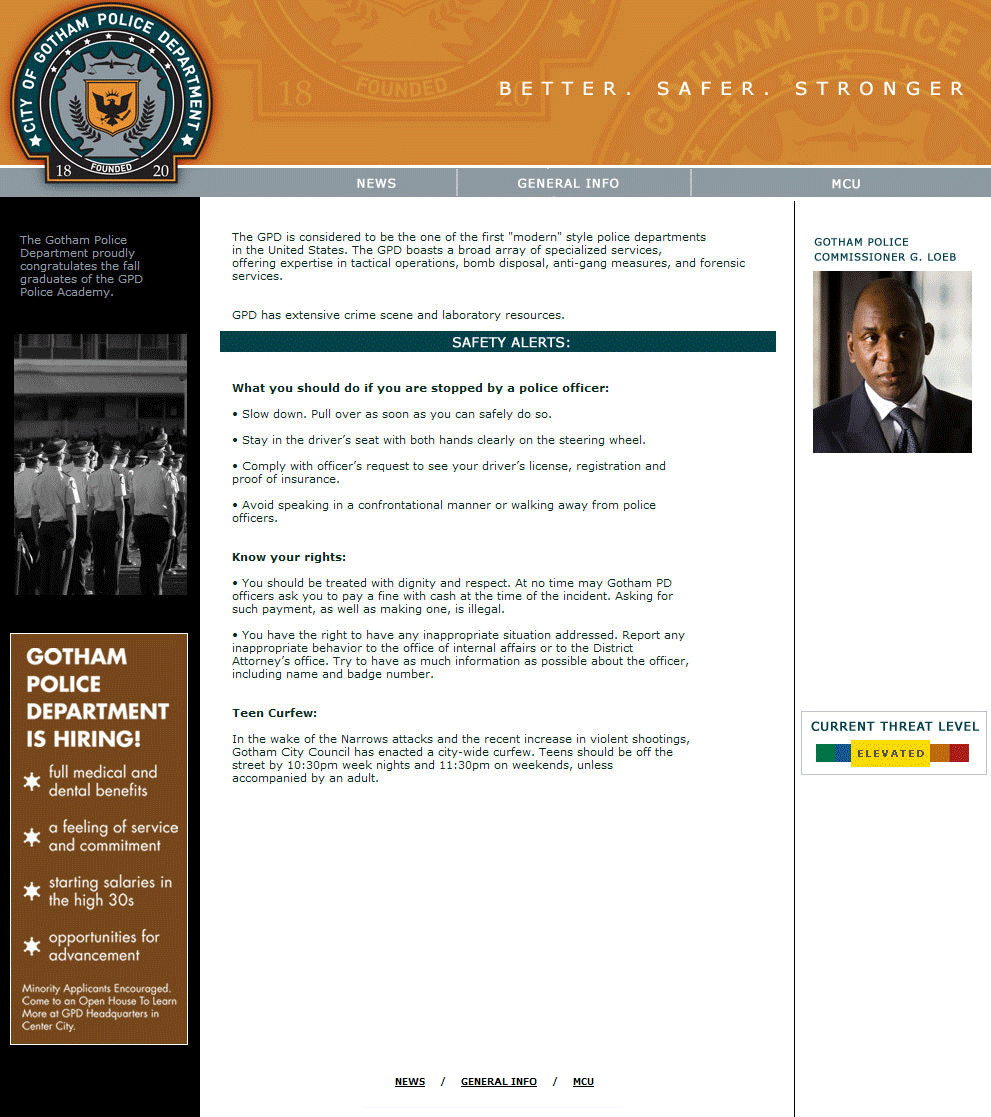 CITY OF GOTHAM POLICE DEPARTMENT
18 FOUNDED 20
GOTHAM POLICE
FOUNDED
18 20
GOTHAM POLICE
BETTER. SAFER. STRONGER
NEWS
GENERAL INFO
MCU
The Gotham Police
Department proudly
congratulates the fall
graduates of the GPD
Police Academy.
GOTHAM
POLICE
DEPARTMENT
IS HIRING!
full medical and
dental benefits
a feeling of service
and commitment
starting salaries in
the high 30s
opportunities for
advancement
Minority Applicants Encouraged.
Come to an Open House To Learn
More at GPD Headquarters in
Center City.
The GPD is considered to be the one of the first "modern" style police departments
in the United States. The GPD boasts a broad array of specialized services,
offering expertise in tactical operations, bomb disposal, anti-gang measures, and forensic
services.
GPD has extensive crime scene and laboratory resources.
SAFETY ALERTS:
What you should do if you are stopped by a police officer:
• Slow down. Pull over as soon as you can safely do so.
• Stay in the driver’s seat with both hands clearly on the steering wheel.
• Comply with officer’s request to see your driver’s license, registration and
proof of insurance.
• Avoid speaking in a confrontational manner or walking away from police
officers.
Know your rights:
• You should be treated with dignity and respect. At no time may Gotham PD
officers ask you to pay a fine with cash at the time of the incident. Asking for
such payment, as well as making one, is illegal.
• You have the right to have any inappropriate situation addressed. Report any
inappropriate behavior to the office of internal affairs or to the District
Attorney’s office. Try to have as much information as possible about the officer,
including name and badge number.
Teen Curfew:
In the wake of the Narrows attacks and the recent increase in violent shootings,
Gotham City Council has enacted a city-wide curfew. Teens should be off the
street by 10:30pm week nights and 11:30pm on weekends, unless
accompanied by an adult.
GOTHAM POLICE
COMMISSIONER G. LOEB
CURRENT THREAT LEVEL
ELEVATED
NEWS / GENERAL INFO / MCU